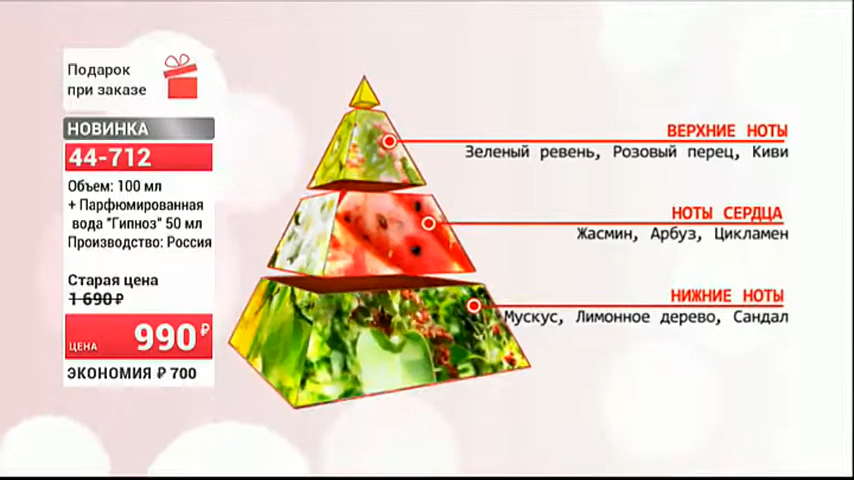 Подарок
при заказе
НОВИНКА
44-712
Объем: 100 мл
+ Парфюмированная
вода "Гипноз" 50 мл
Производство: Россия
Старая цена
1 690 ₽
ЦЕНА 990 ₽
ЭКОНОМИЯ ₽ 700
ВЕРХНИЕ НОТЫ
Зеленый ревень, Розовый перец, Киви
НОТЫ СЕРДЦА
Жасмин, Арбуз, Цикламен
НИЖНИЕ НОТЫ
Мускус, Лимонное дерево, Сандал